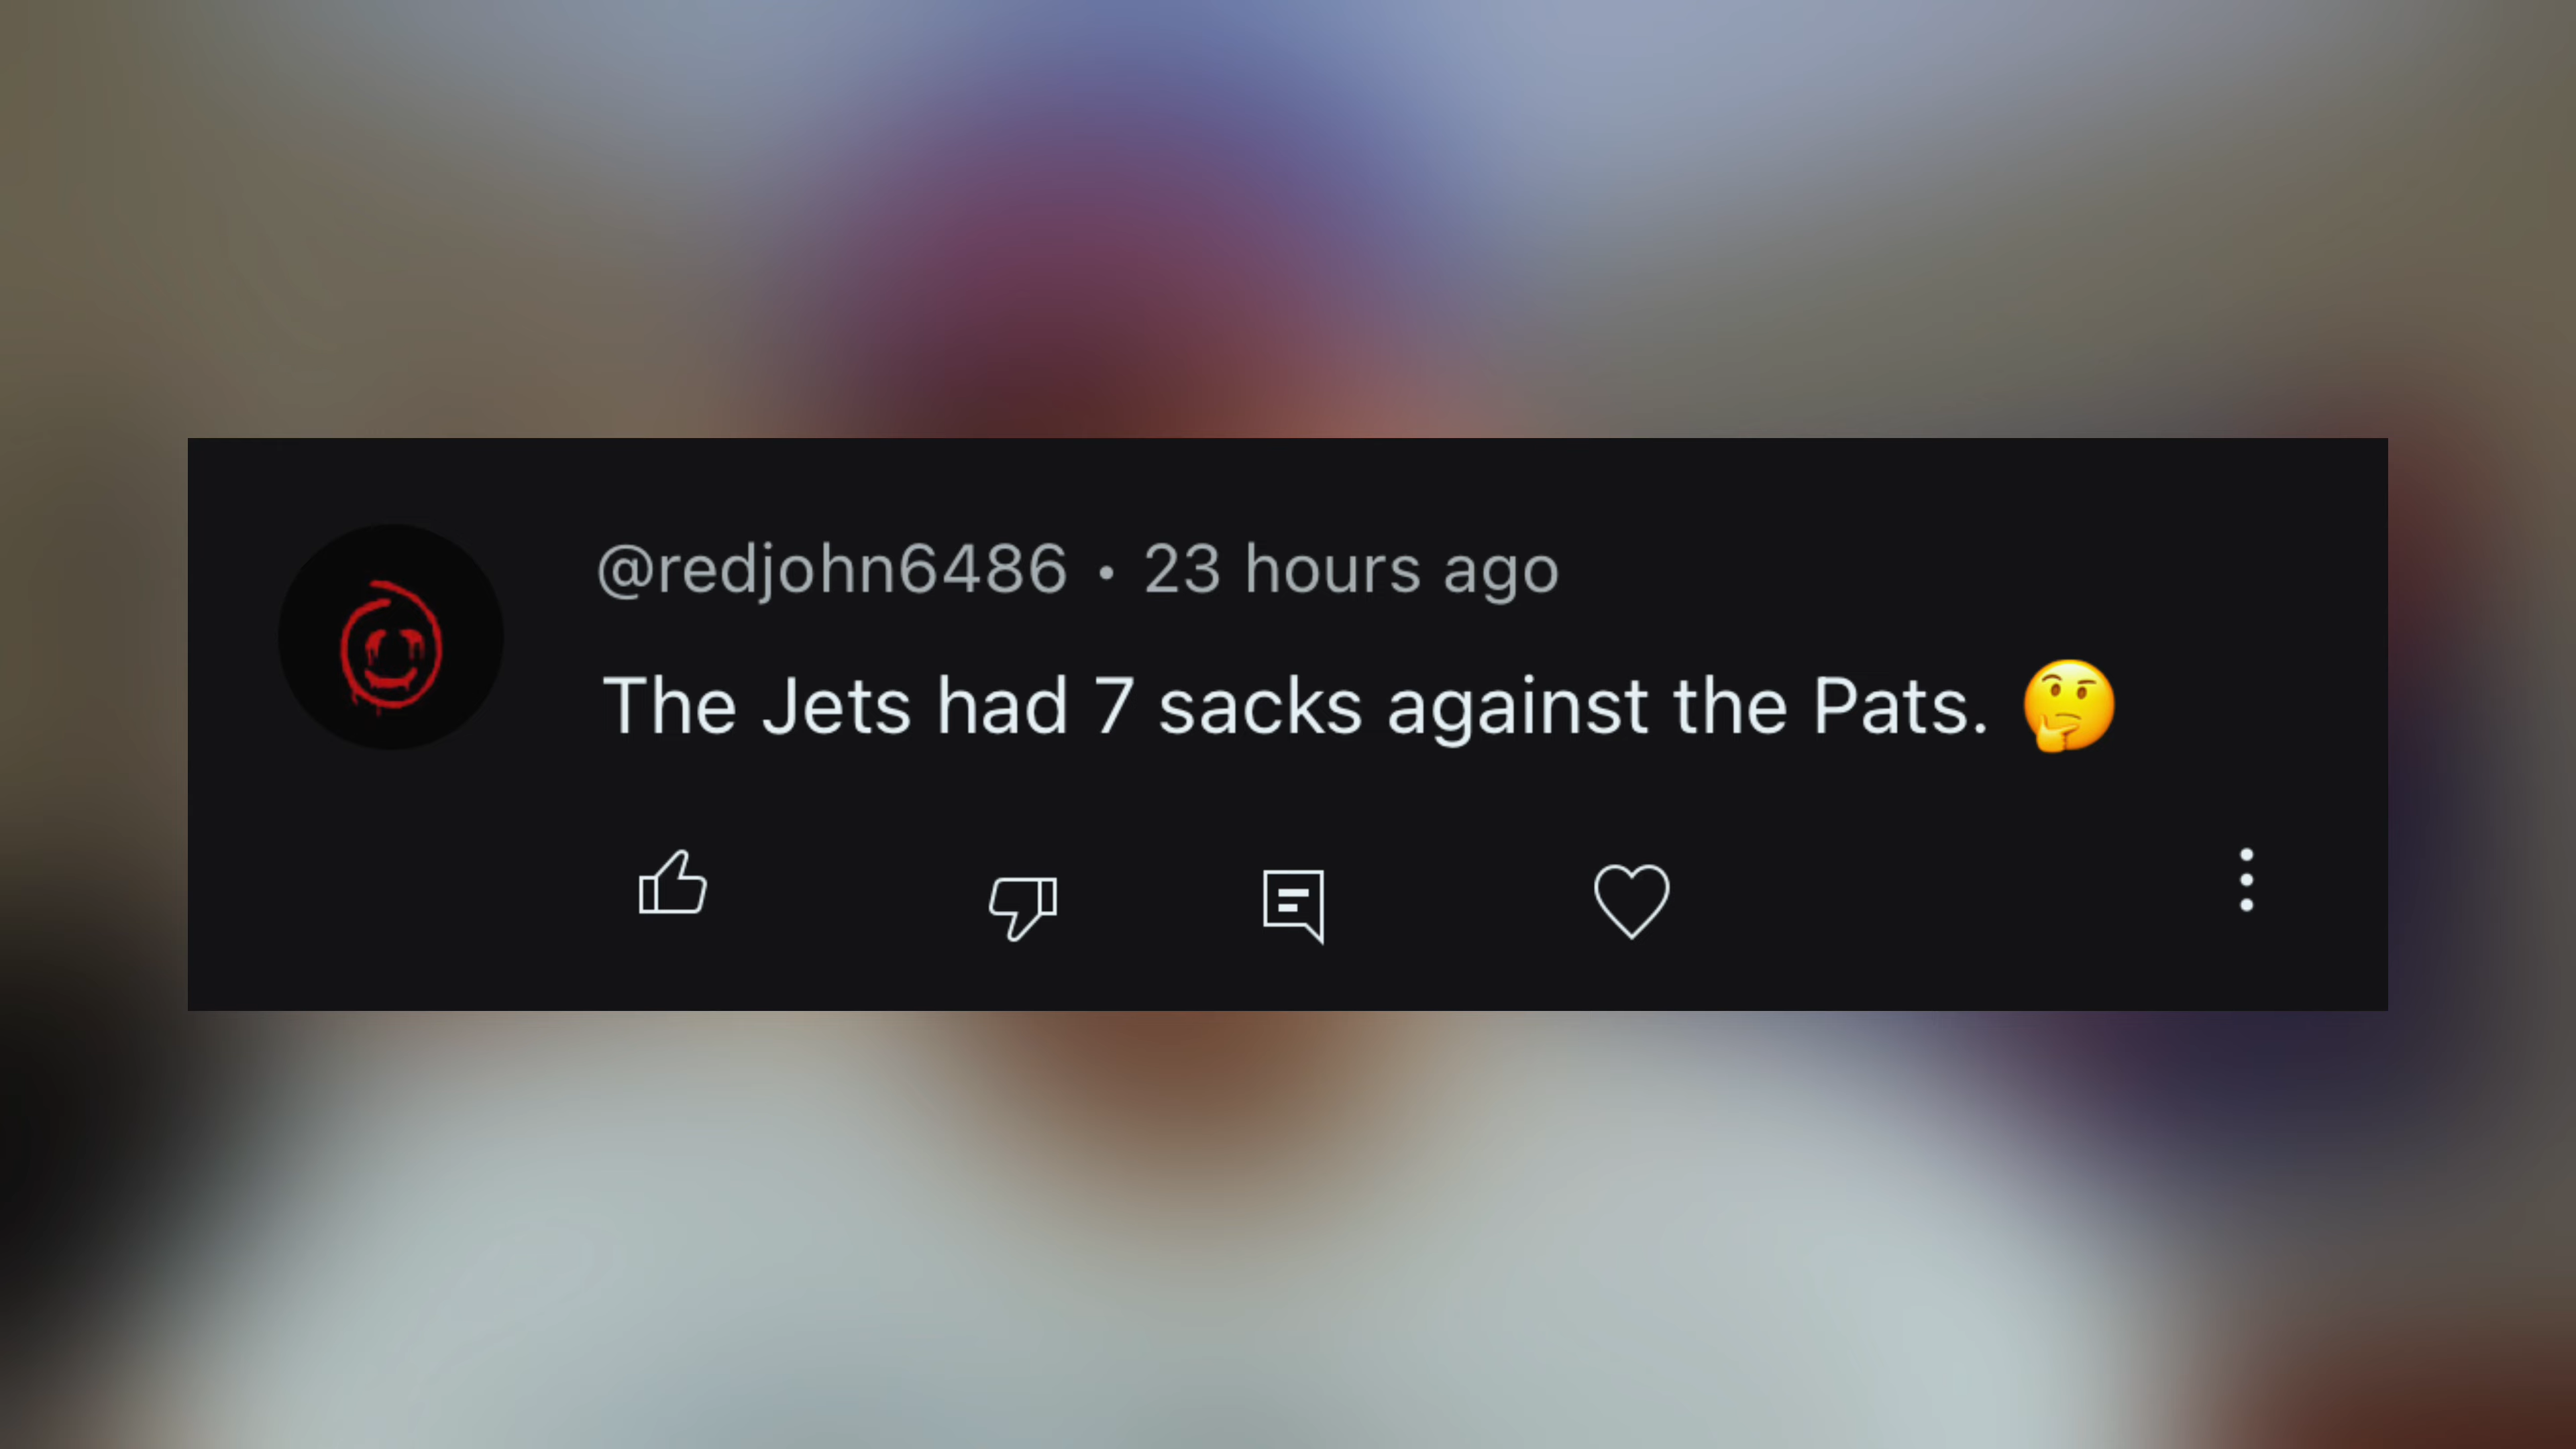 @redjohn6486 • 23 hours ago
The Jets had 7 sacks against the Pats. 🤔